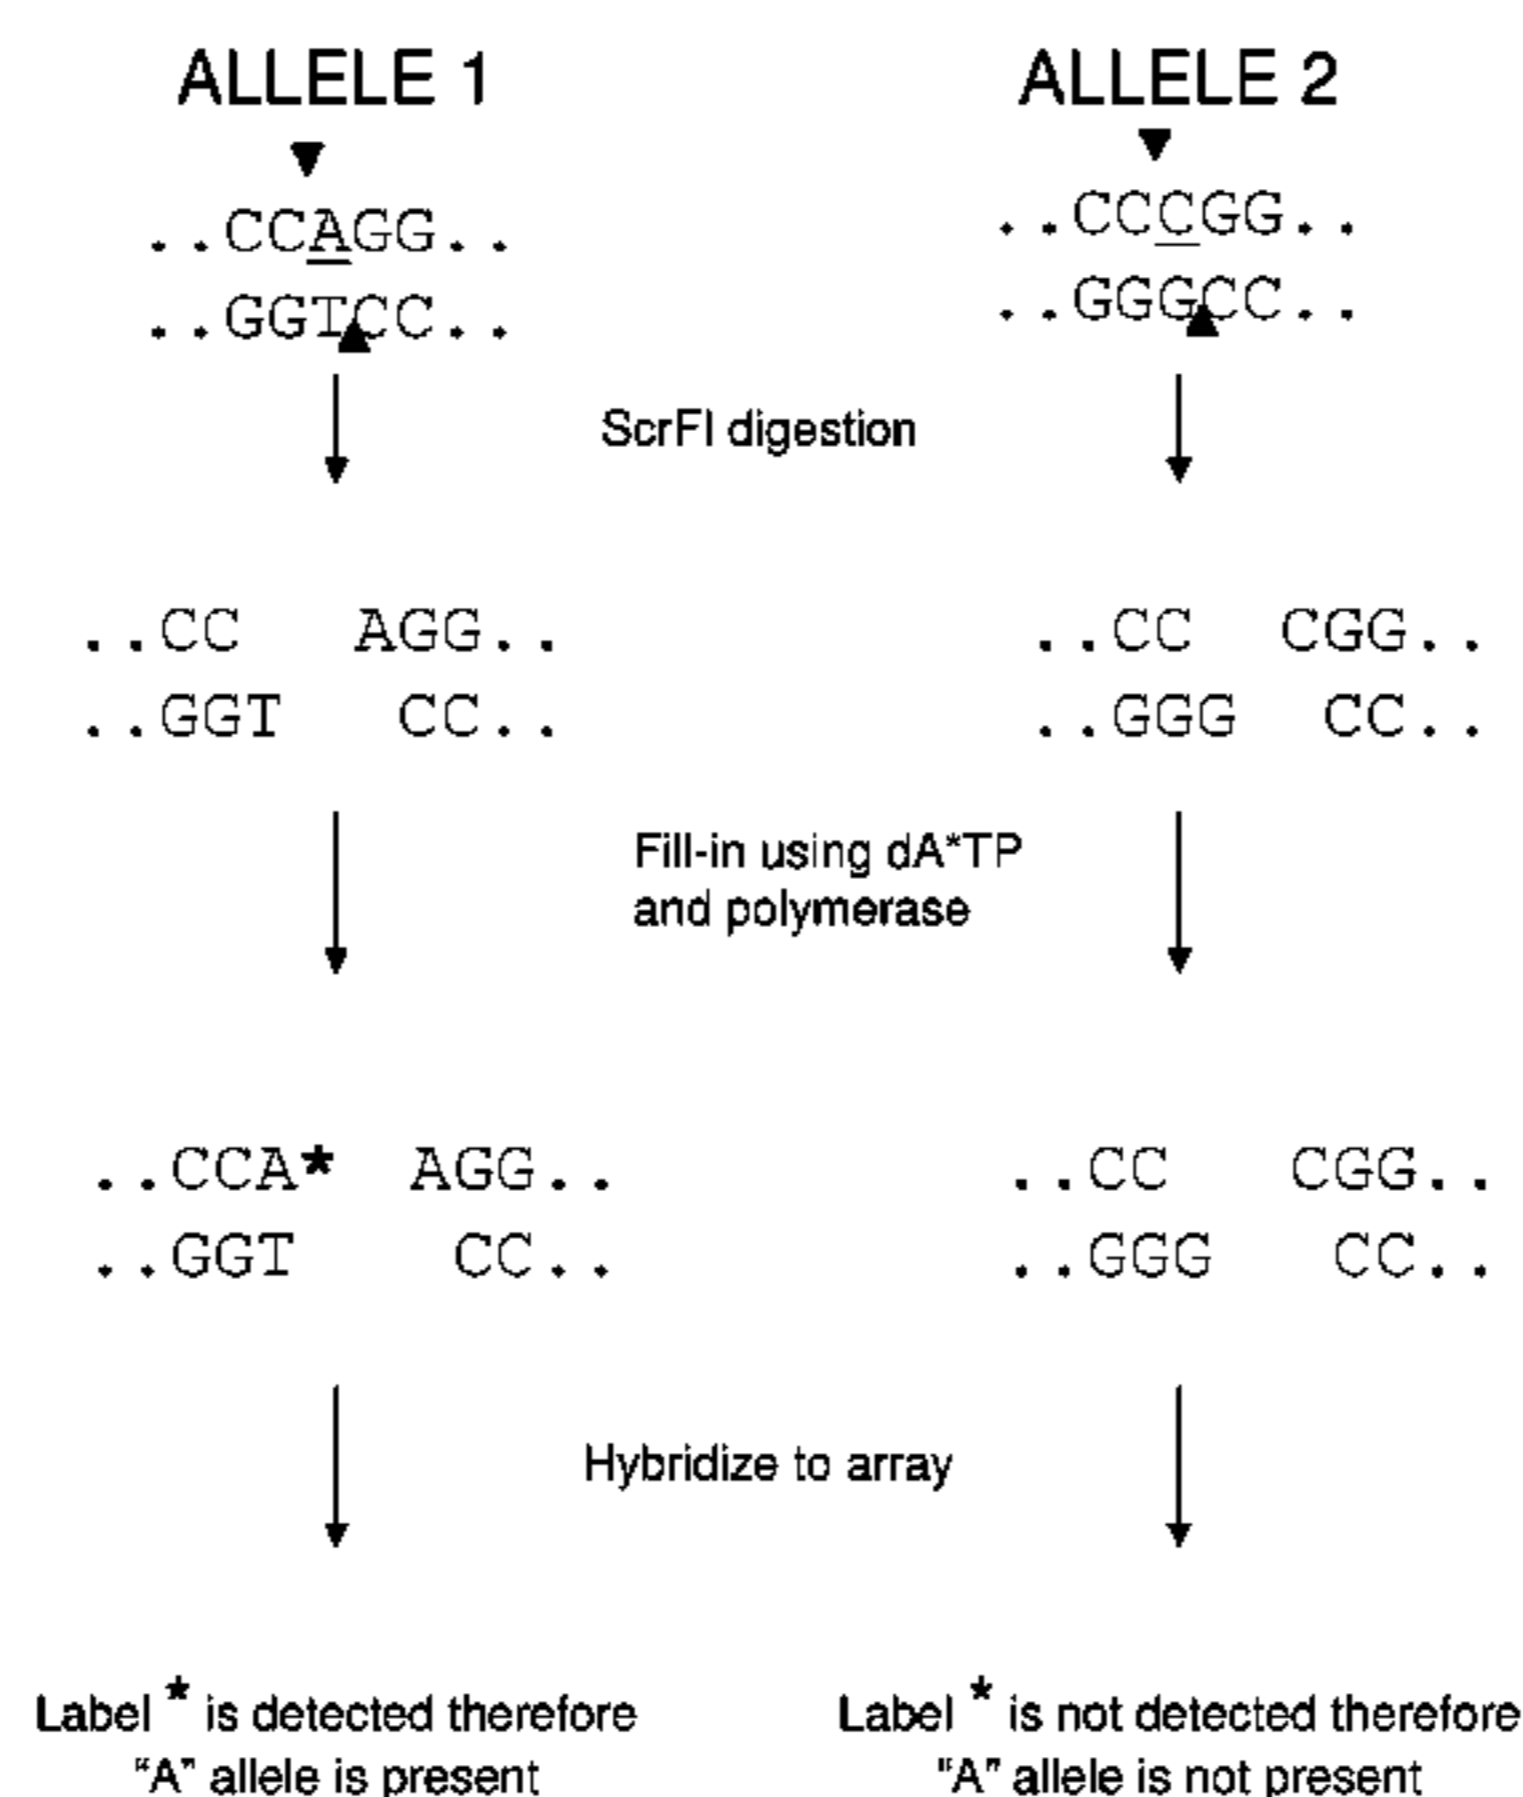 ALLELE 1 ALLELE 2
..CCAGG.. ..CCCGG..
..GGTCC.. ..GGGCC..
ScrFI digestion
..CC AGG.. ..CC CGG..
..GGT CC.. ..GGG CC..
Fill-in using dA*TP
and polymerase
..CCA* AGG.. ..CC CGG..
..GGT CC.. ..GGG CC..
Hybridize to array
Label * is detected therefore Label * is not detected therefore
“A” allele is present "A" allele is not present